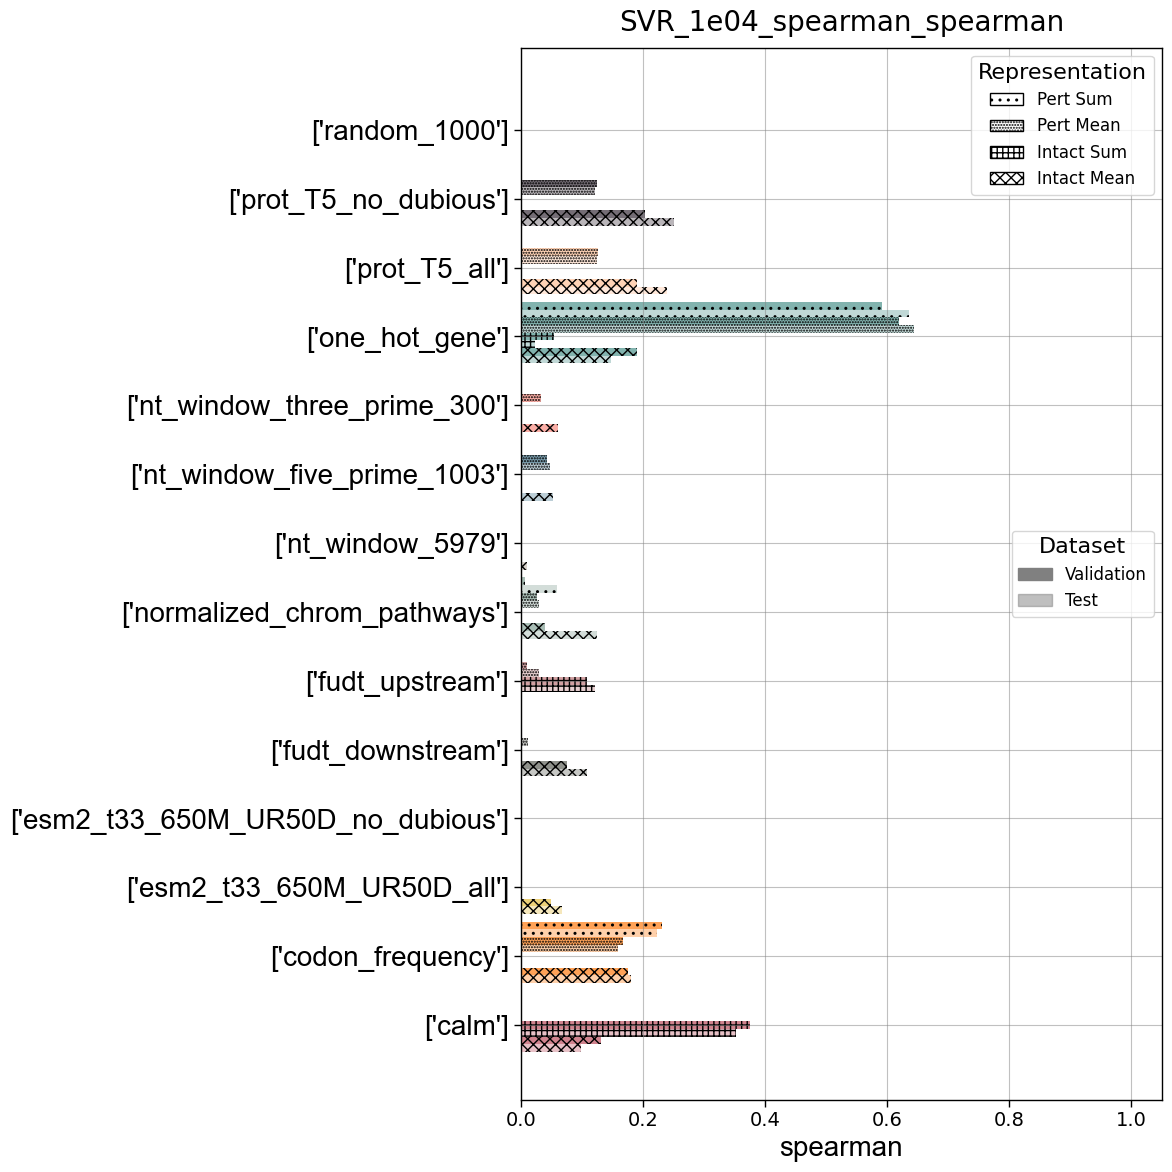 SVR_1e04_spearman_spearman
Representation
Pert Sum
Pert Mean
Intact Sum
Intact Mean
['random_1000']
['prot_T5_no_dubious']
['prot_T5_all']
['one_hot_gene']
['nt_window_three_prime_300']
['nt_window_five_prime_1003']
['nt_window_5979']
Dataset
Validation
Test
['normalized_chrom_pathways']
['fudt_upstream']
['fudt_downstream']
['esm2_t33_650M_UR50D_no_dubious']
['esm2_t33_650M_UR50D_all']
['codon_frequency']
['calm']
0.0 0.2 0.4 0.6 0.8 1.0
spearman